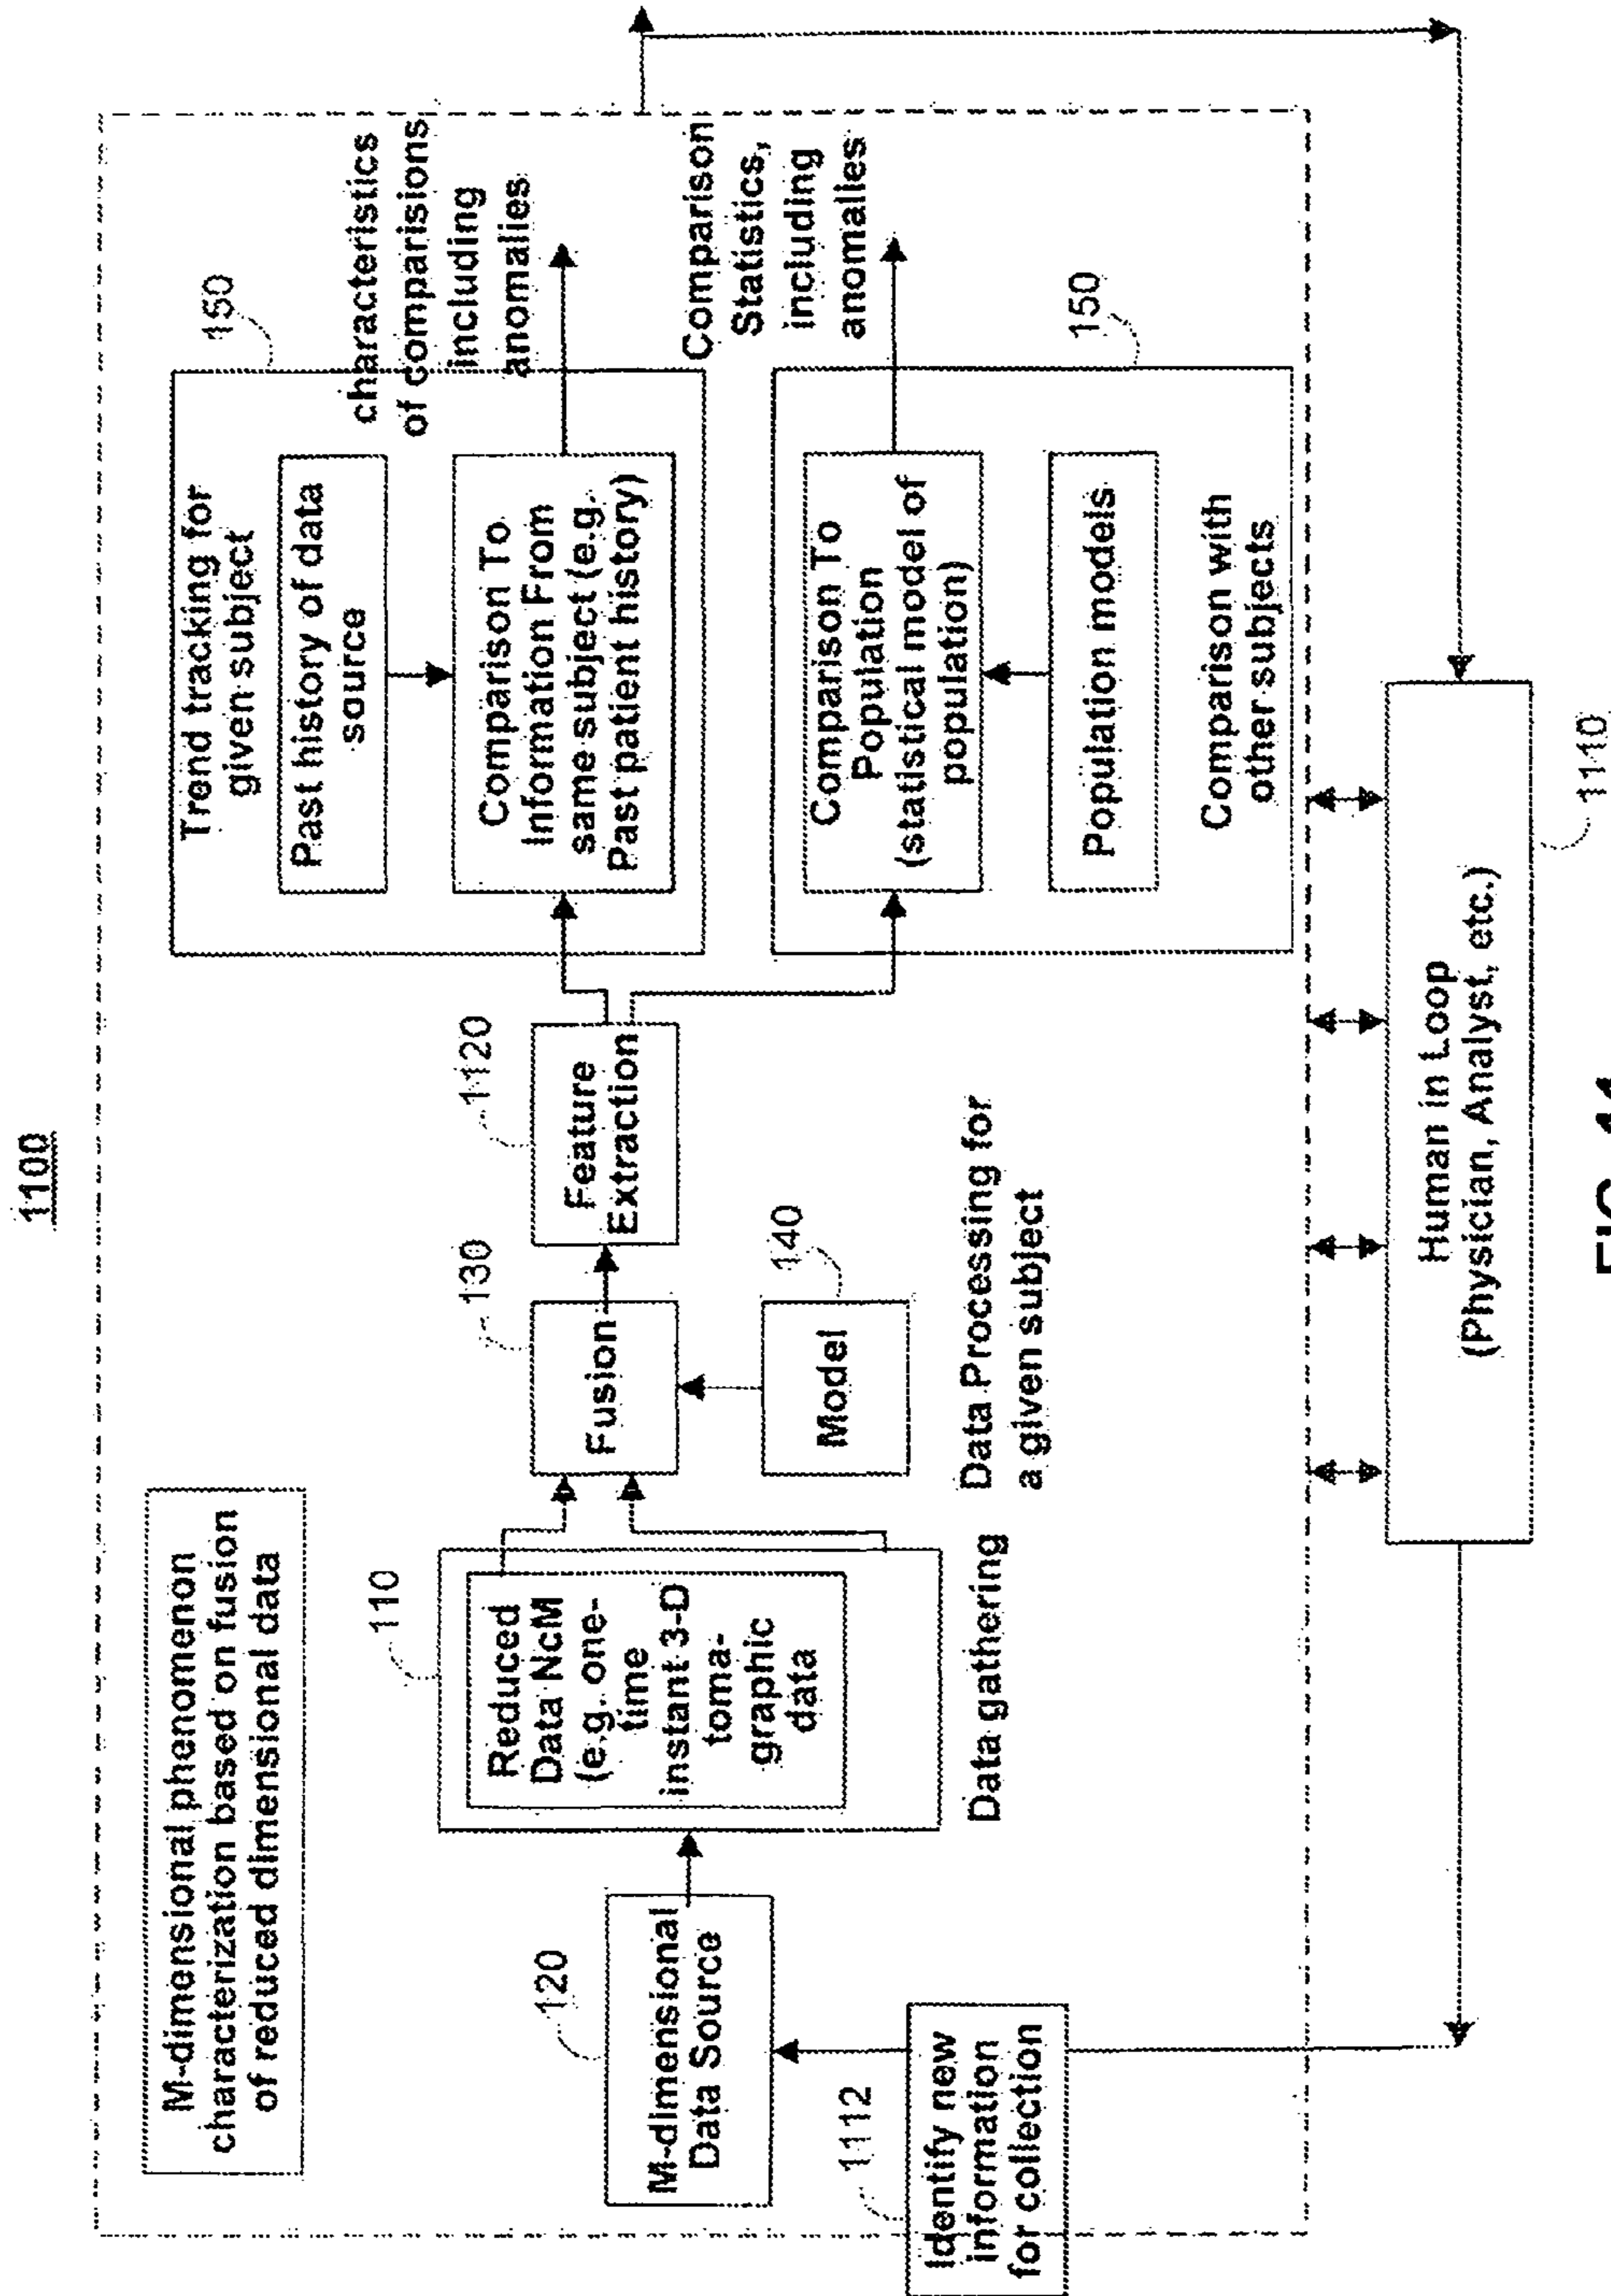 1100
M-dimensional phenomenon
characterization based on fusion
of reduced dimensional data
120
M-dimensional
Data Source
1112
Identify new
information
for collection
110
Reduced
Data NcM
(e.g. one-
time
instant 3-D
toma-
graphic
data
Data gathering
130
Fusion
140
Model
Data Processing for
a given subject
1120
Feature
Extraction
160
Trend tracking for
given subject
Past history of data
source
Comparison To
Information From
same subject (e.g.
Past patient history)
characteristics
of comparisions
including
anomalies
Comparison To
Population
(statistical model of
population)
Population models
Comparison with
other subjects
150
Comparison
Statistics,
including
anomalies
Human in Loop
(Physician, Analyst, etc.)
1110